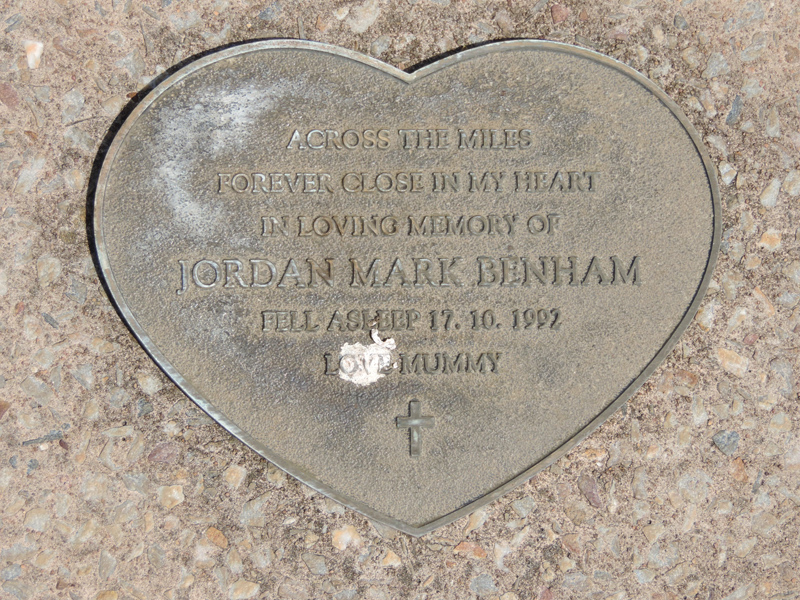 ACROSS THE MILES
FOREVER CLOSE IN MY HEART
IN LOVING MEMORY OF
JORDAN MARK BENHAM
FELL ASLEEP 17. 10. 1992
LOVE MUMMY